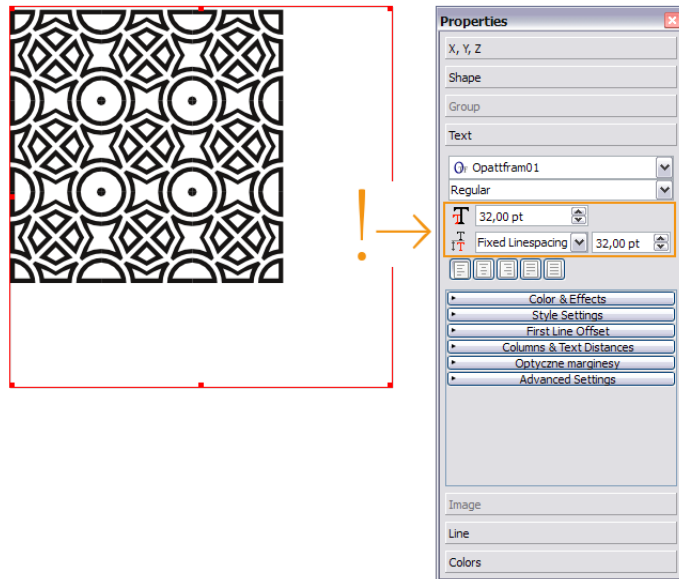 Properties
X, Y, Z
Shape
Group
Text
Opattfram01
Regular
32,00 pt
Fixed Linespacing 32,00 pt
!
Color & Effects
Style Settings
First Line Offset
Columns & Text Distances
Optyczne marginesy
Advanced Settings
Image
Line
Colors